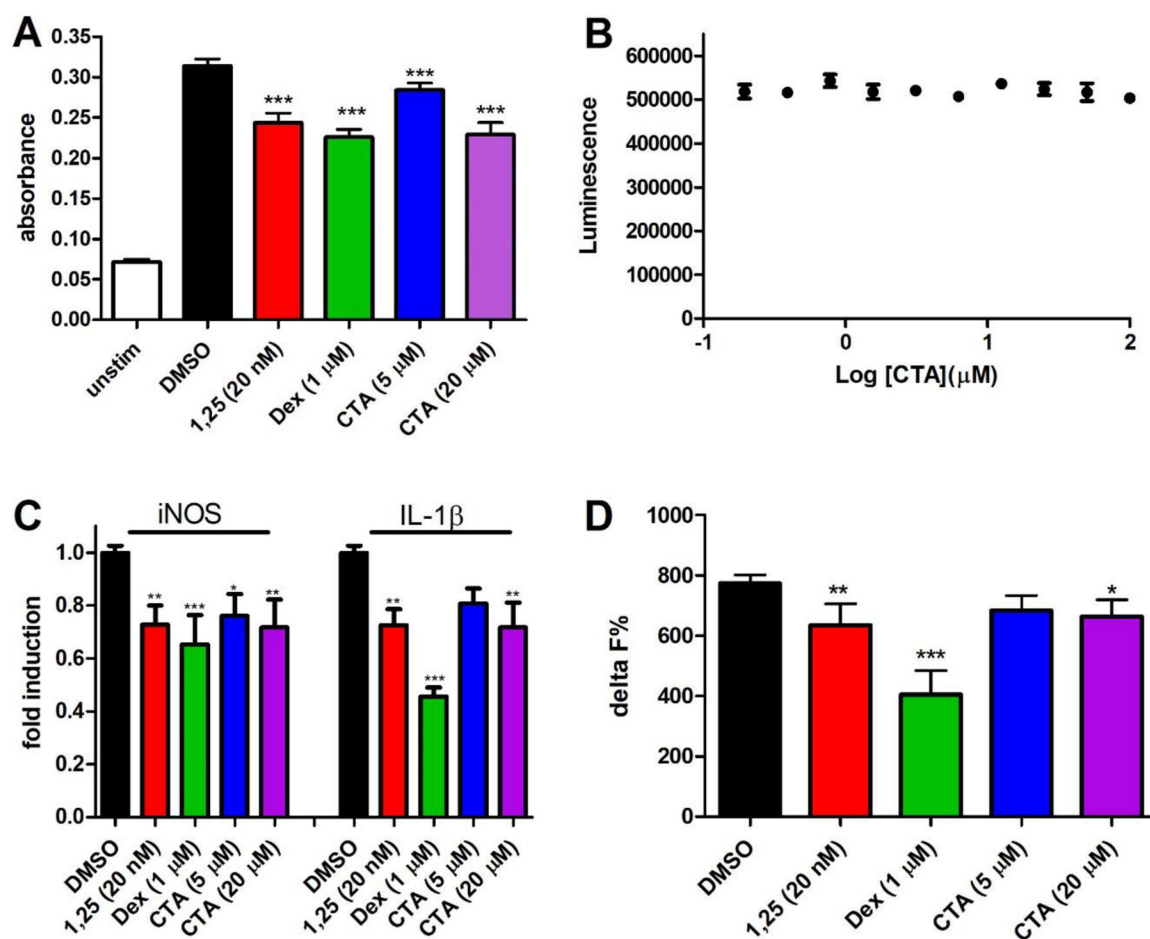 A
absorbance
0.35
0.30
0.25
0.20
0.15
0.10
0.05
0.00
***
***
***
***
unstim
DMSO
1,25 (20 nM)
Dex (1 μM)
CTA (5 μM)
CTA (20 μM)
B
Luminescence
600000
500000
400000
300000
200000
100000
0
-1
0
1
2
Log [CTA](μM)
C
iNOS
IL-1β
fold induction
1.0
0.8
0.6
0.4
0.2
0.0
**
***
*
**
**
***
**
DMSO
1,25 (20 nM)
Dex (1 μM)
CTA (5 μM)
CTA (20 μM)
DMSO
1,25 (20 nM)
Dex (1 μM)
CTA (5 μM)
CTA (20 μM)
D
delta F%
1000
800
600
400
200
0
**
***
*
DMSO
1,25 (20 nM)
Dex (1 μM)
CTA (5 μM)
CTA (20 μM)